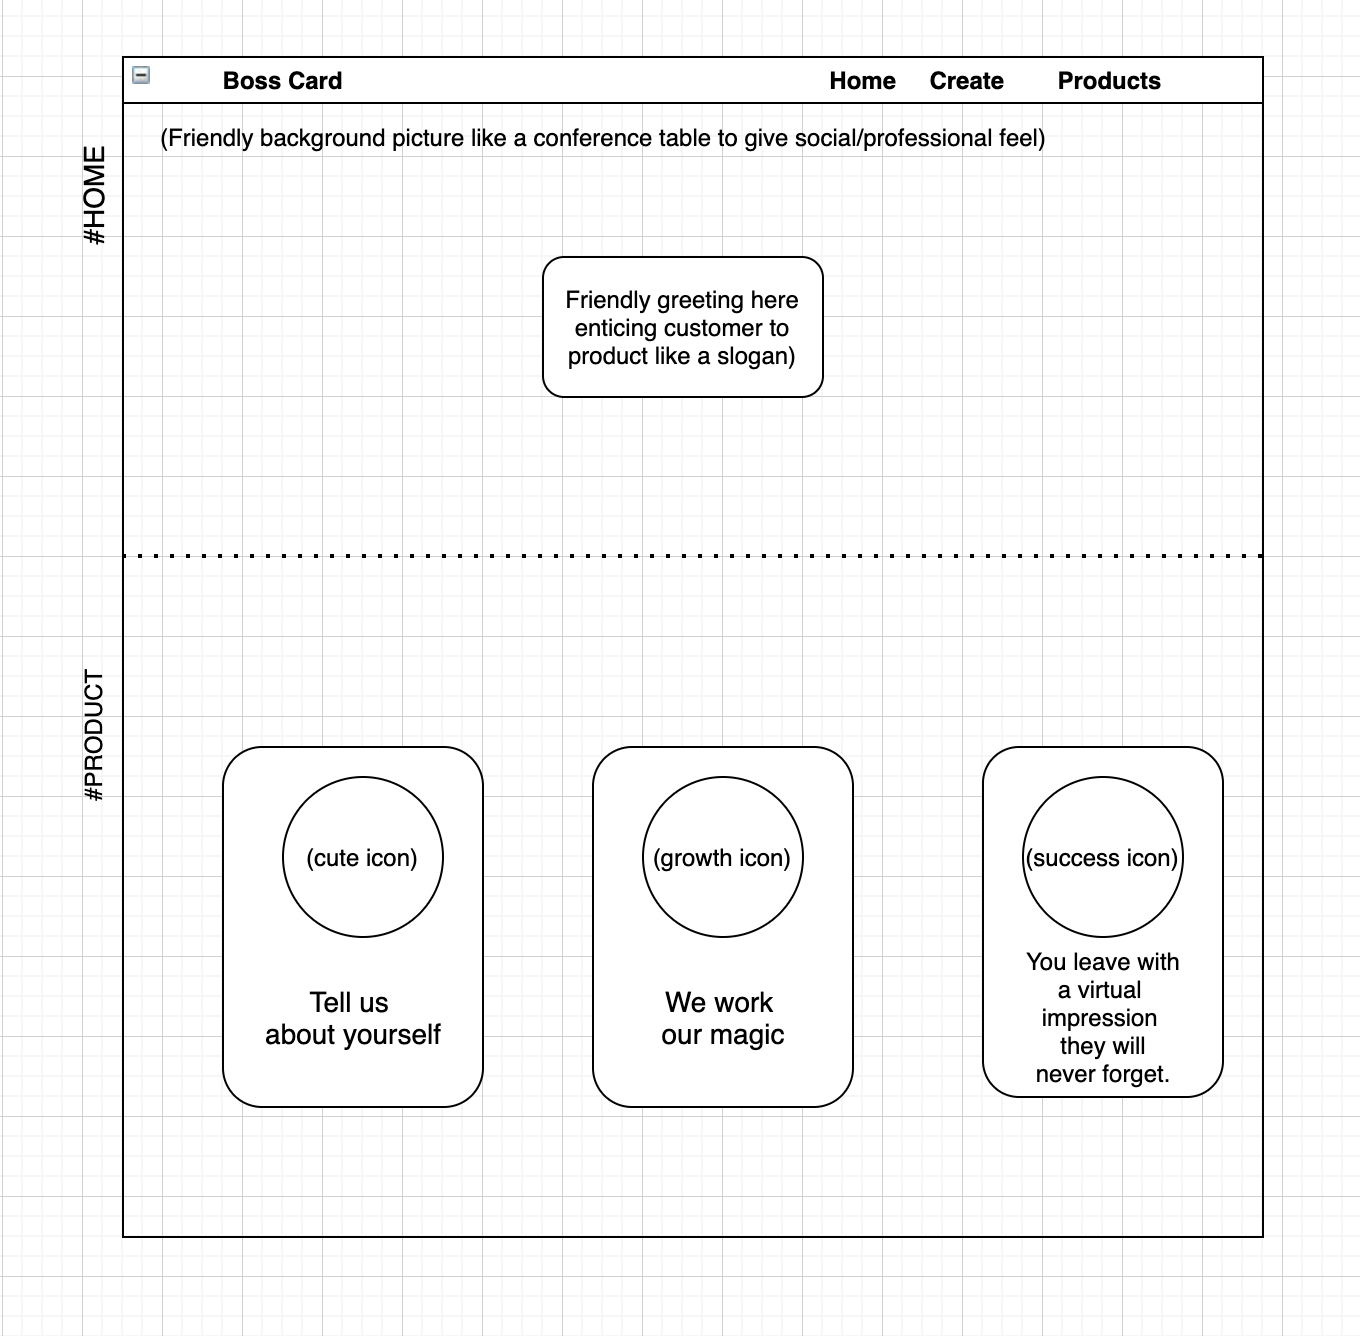 Boss Card Home Create Products
(Friendly background picture like a conference table to give social/professional feel)
#HOME
Friendly greeting here
enticing customer to
product like a slogan)
#PRODUCT
(cute icon)
Tell us
about yourself
(growth icon)
We work
our magic
(success icon)
You leave with
a virtual
impression
they will
never forget.